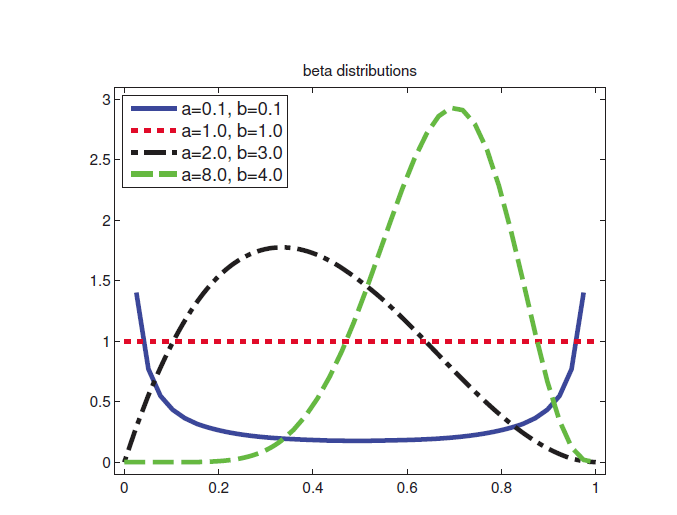 beta distributions
a=0.1, b=0.1
a=1.0, b=1.0
a=2.0, b=3.0
a=8.0, b=4.0
3
2.5
2
1.5
1
0.5
0
0 0.2 0.4 0.6 0.8 1